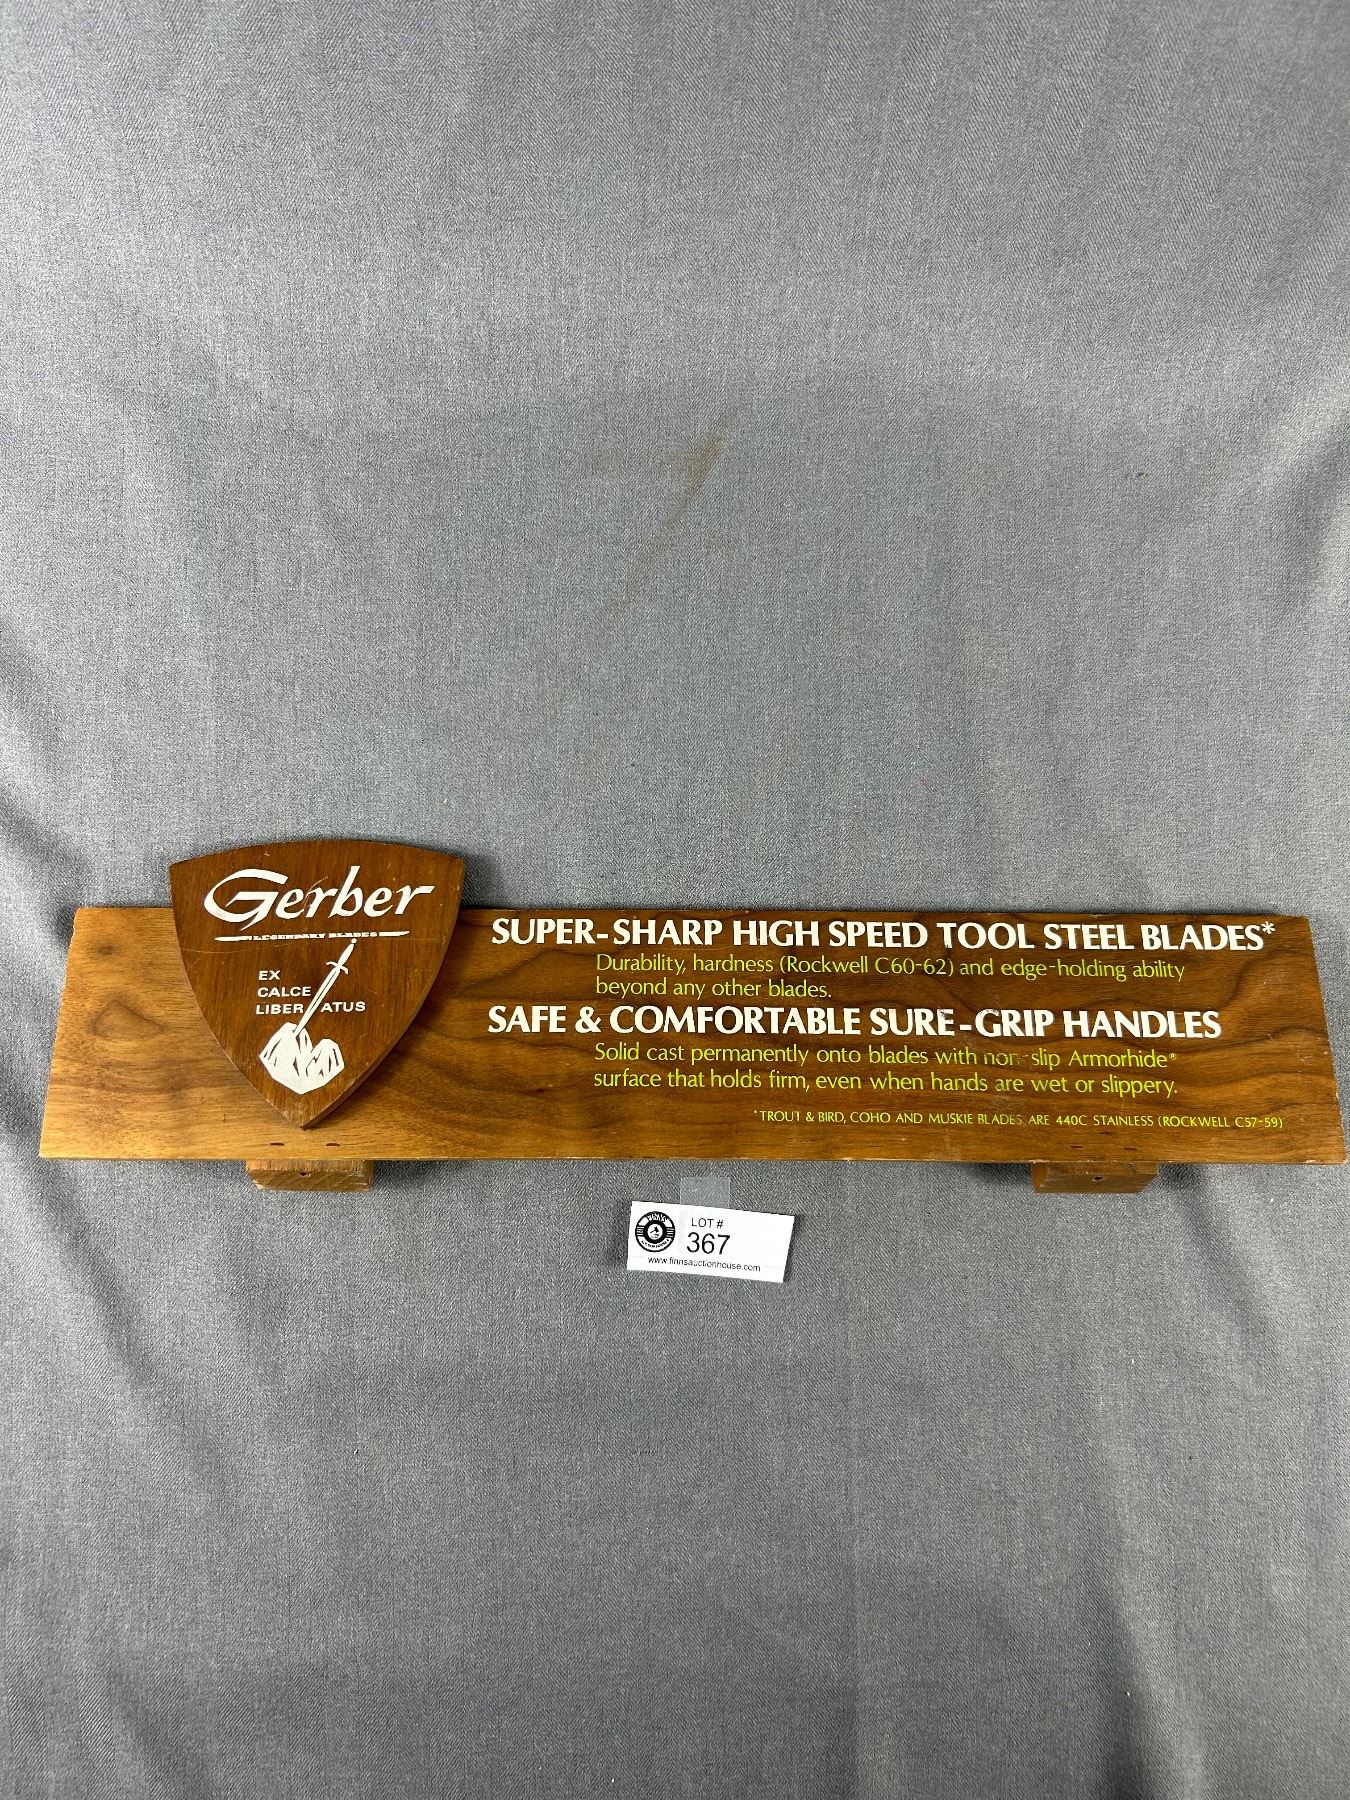 Gerber
LEGENDARY BLADES
EX
CALCE
LIBER ATUS
SUPER-SHARP HIGH SPEED TOOL STEEL BLADES*
Durability, hardness (Rockwell C60-62) and edge-holding ability
beyond any other blades.
SAFE & COMFORTABLE SURE-GRIP HANDLES
Solid cast permanently onto blades with non-slip Armorhide®
surface that holds firm, even when hands are wet or slippery.
*TROUT & BIRD, COHO AND MUSKIE BLADES ARE 440C STAINLESS (ROCKWELL C57-59)
LOT #
367
www.finnsauctionhouse.com